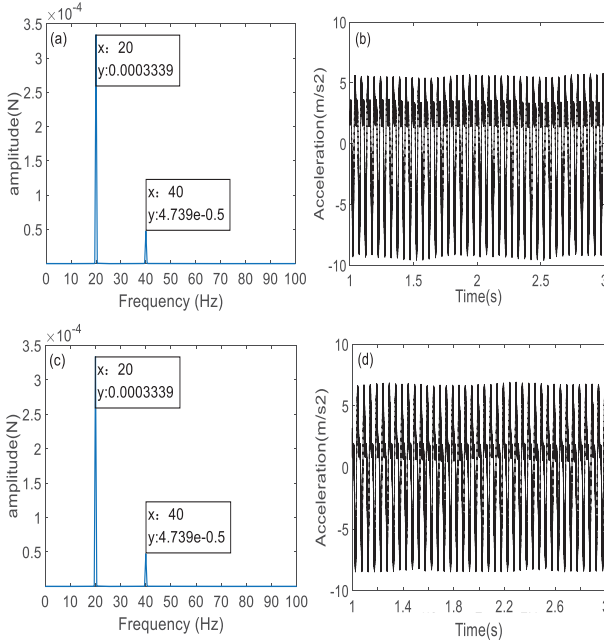 ×10⁻⁴
(a)
x: 20
y:0.0003339
x: 40
y:4.739e-0.5
3.5
3
2.5
2
1.5
1
0.5
0 10 20 30 40 50 60 70 80 90 100
amplitude(N)
Frequency (Hz)
(b)
10
5
0
-5
-10
1 1.5 2 2.5 3
Acceleration(m/s2)
Time(s)
×10⁻⁴
(c)
x: 20
y:0.0003339
x: 40
y:4.739e-0.5
3.5
3
2.5
2
1.5
1
0.5
0 10 20 30 40 50 60 70 80 90 100
amplitude(N)
Frequency (Hz)
(d)
10
5
0
-5
-10
1 1.4 1.8 2.2 2.6 3
Acceleration(m/s2)
Time(s)